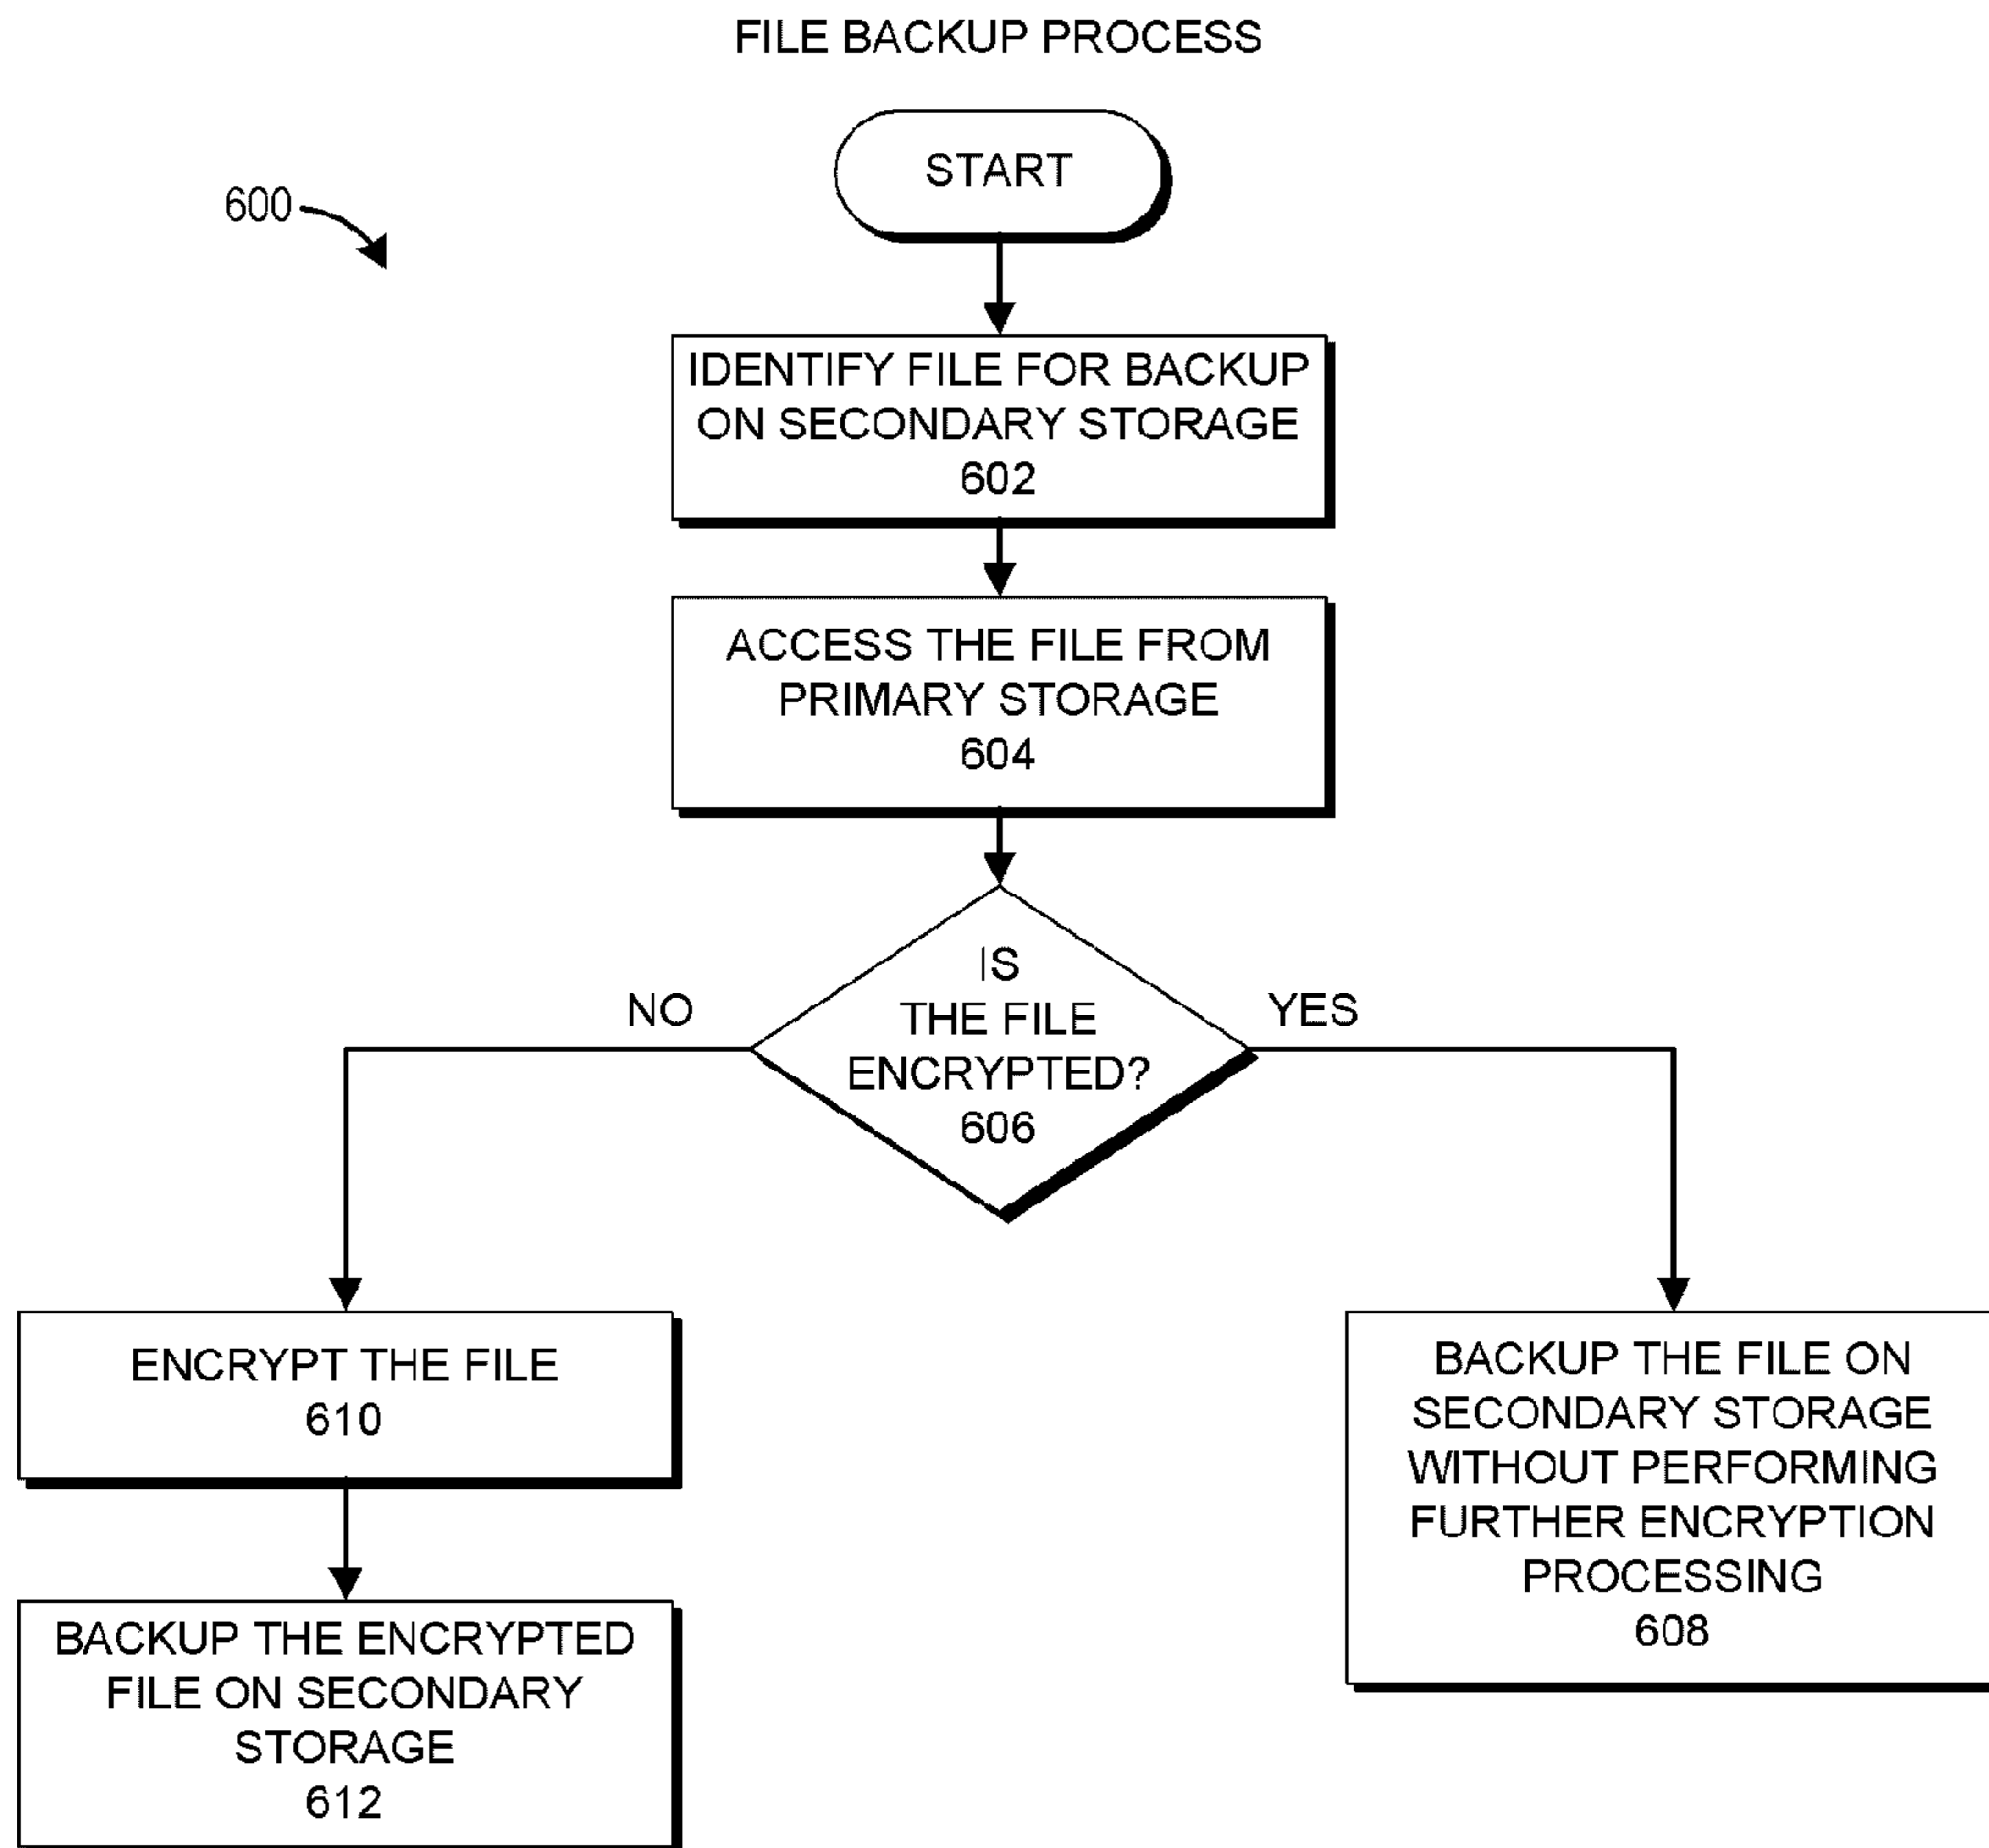 FILE BACKUP PROCESS
START
600
IDENTIFY FILE FOR BACKUP
ON SECONDARY STORAGE
602
ACCESS THE FILE FROM
PRIMARY STORAGE
604
IS
THE FILE
ENCRYPTED?
606
NO
YES
ENCRYPT THE FILE
610
BACKUP THE ENCRYPTED
FILE ON SECONDARY
STORAGE
612
BACKUP THE FILE ON
SECONDARY STORAGE
WITHOUT PERFORMING
FURTHER ENCRYPTION
PROCESSING
608